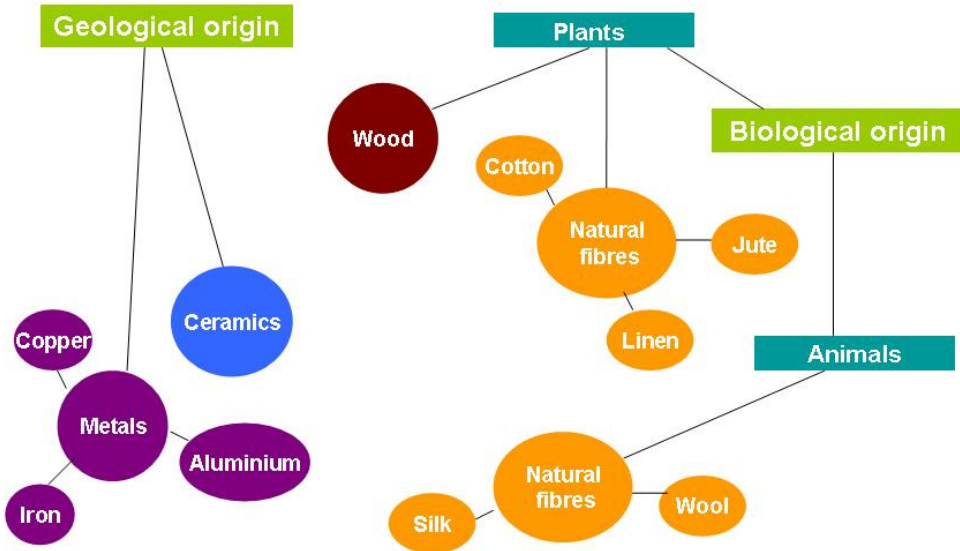 Geological origin
Plants
Wood
Biological origin
Cotton
Natural
fibres
Jute
Ceramics
Copper
Linen
Animals
Metals
Aluminium
Natural
fibres
Wool
Iron
Silk